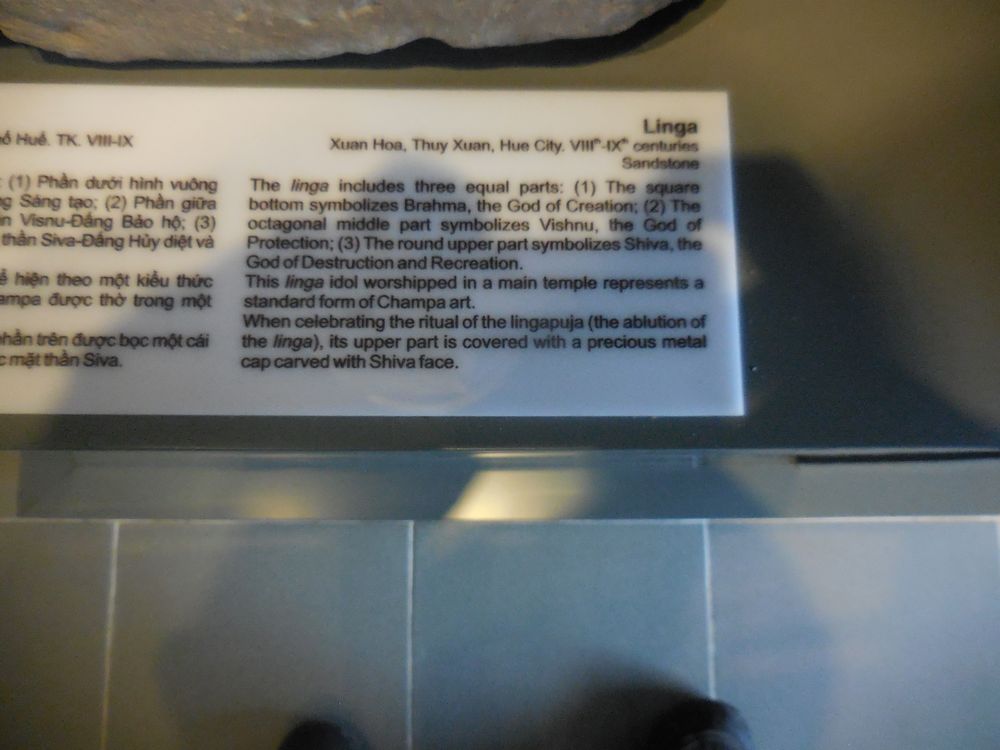 Huế. TK. VIII-IX
: (1) Phần dưới hình vuông
Sáng tạo; (2) Phần giữa
Visnu-Đấng Bảo hộ; (3)
thần Siva-Đấng Hủy diệt và
hiện theo một kiểu thức
được thờ trong một
trên được bọc một cái
mặt thần Siva.
Linga
Xuan Hoa, Thuy Xuan, Hue City. VIIIth-IXth centuries
Sandstone
The linga includes three equal parts: (1) The square
bottom symbolizes Brahma, the God of Creation; (2) The
octagonal middle part symbolizes Vishnu, the God of
Protection; (3) The round upper part symbolizes Shiva, the
God of Destruction and Recreation.
This linga idol worshipped in a main temple represents a
standard form of Champa art.
When celebrating the ritual of the lingapuja (the ablution of
the linga), its upper part is covered with a precious metal
cap carved with Shiva face.